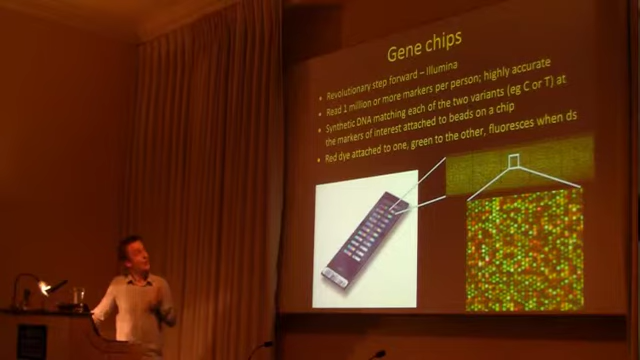 Gene chips
• Revolutionary step forward – Illumina
• Read 1 million or more markers per person; highly accurate
• Synthetic DNA matching each of the two variants (eg C or T) at
the markers of interest attached to beads on a chip
• Red dye attached to one, green to the other, fluoresces when ds